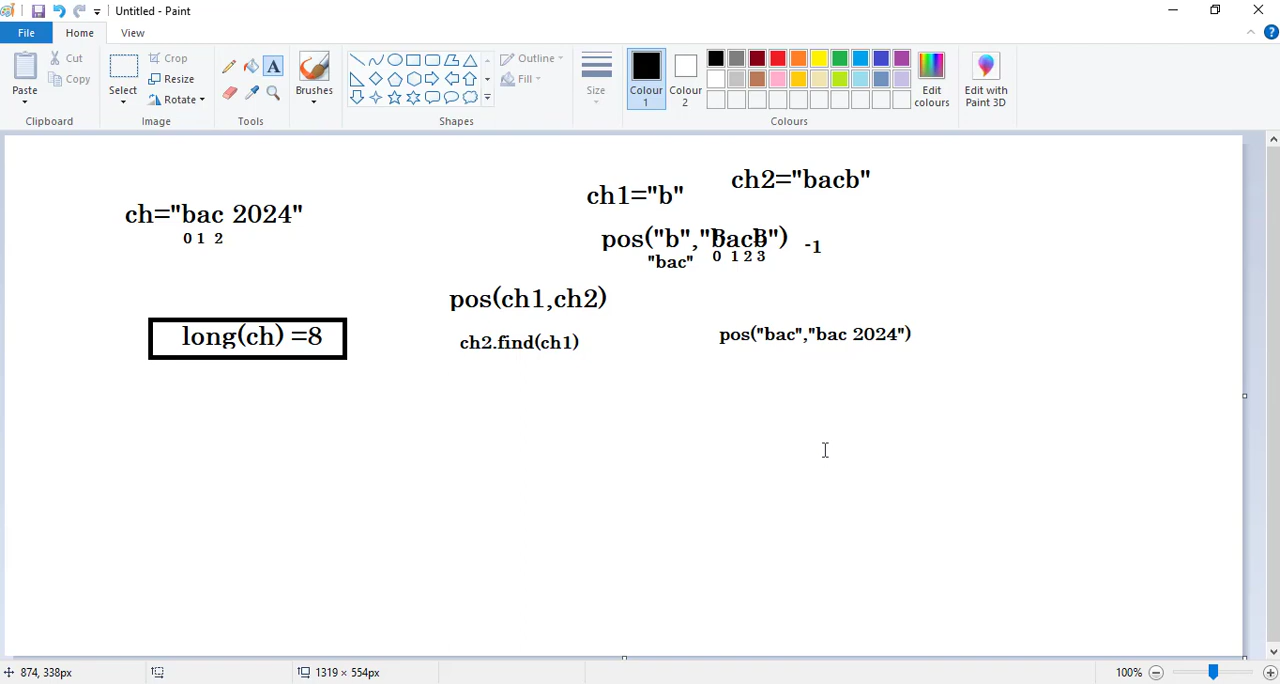 Untitled - Paint
File Home View
Paste Cut Copy
Clipboard
Select Crop Resize Rotate
Image
A
Tools
Brushes
Outline Fill
Shapes
Size
Colour 1 Colour 2
Edit colours
Colours
Edit with Paint 3D
ch="bac 2024"
0 1 2
ch1="b"
ch2="bacb"
pos("b","BacB") -1
"bac" 0 1 2 3
pos(ch1,ch2)
long(ch) =8
ch2.find(ch1)
pos("bac","bac 2024")
874, 338px
1319 × 554px
100%